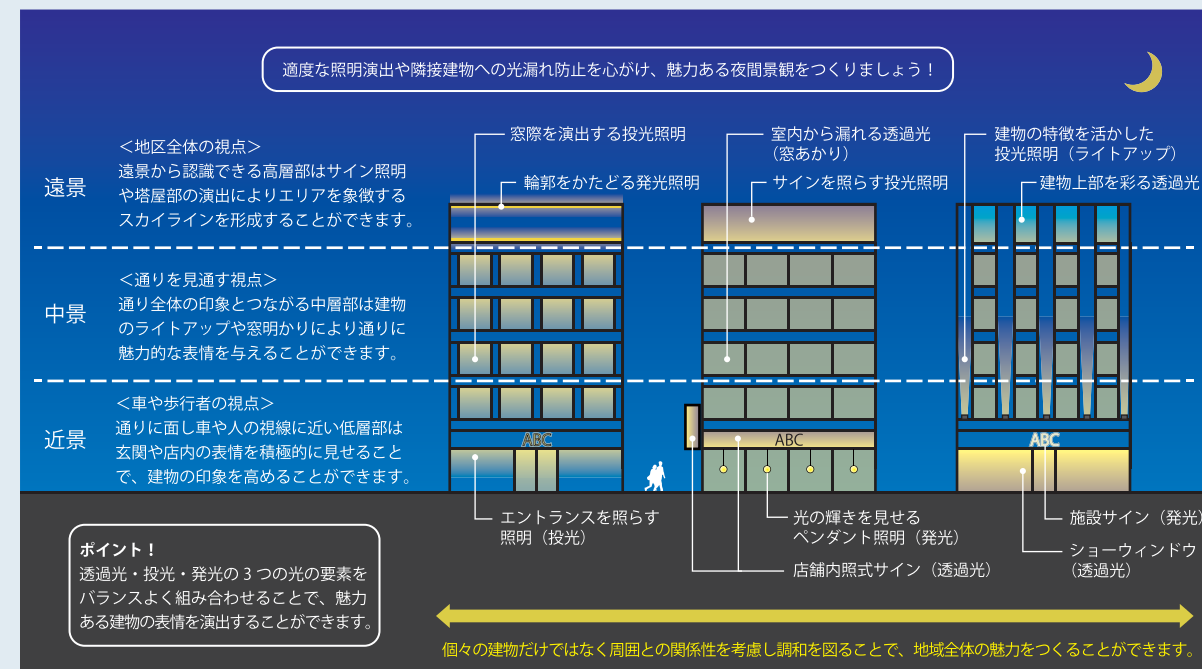 適度な照明演出や隣接建物への光漏れ防止を心がけ、魅力ある夜間景観をつくりましょう！
遠景
＜地区全体の視点＞
遠景から認識できる高層部はサイン照明
や塔屋部の演出によりエリアを象徴する
スカイラインを形成することができます。
中景
＜通りを見通す視点＞
通り全体の印象とつながる中層部は建物
のライトアップや窓明かりにより通りに
魅力的な表情を与えることができます。
近景
＜車や歩行者の視点＞
通りに面し車や人の視線に近い低層部は
玄関や店内の表情を積極的に見せること
で、建物の印象を高めることができます。
窓際を演出する投光照明
輪郭をかたどる発光照明
室内から漏れる透過光
（窓あかり）
サインを照らす投光照明
建物の特徴を活かした
投光照明（ライトアップ）
建物上部を彩る透過光
ABC
ABC
ABC
エントランスを照らす
照明（投光）
光の輝きを見せる
ペンダント照明（発光）
店舗内照式サイン（透過光）
施設サイン（発光）
ショーウィンドウ
（透過光）
ポイント！
透過光・投光・発光の 3 つの光の要素を
バランスよく組み合わせることで、魅力
ある建物の表情を演出することができます。
個々の建物だけではなく周囲との関係性を考慮し調和を図ることで、地域全体の魅力をつくることができます。